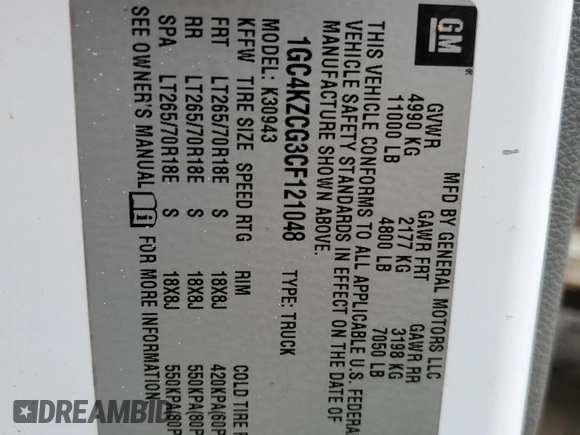 GM
MFD BY GENERAL MOTORS LLC
GVWR GAWR FRT GAWR RR
4990 KG 2177 KG 3198 KG
11000 LB 4800 LB 7050 LB
THIS VEHICLE CONFORMS TO ALL APPLICABLE U.S. FEDERA
VEHICLE SAFETY STANDARDS IN EFFECT ON THE DATE OF
MANUFACTURE SHOWN ABOVE.
1GC4KZCG3CF121048 TYPE: TRUCK
MODEL: K30943
KFFW TIRE SIZE SPEED RTG RIM COLD TIRE
FRT LT265/70R18E S 18X8J 420KPA(60P
RR LT265/70R18E S 18X8J 550KPA(80P
SPA LT265/70R18E S 18X8J 550KPA(80P
SEE OWNER'S MANUAL FOR MORE INFORMATION
DREAMBID